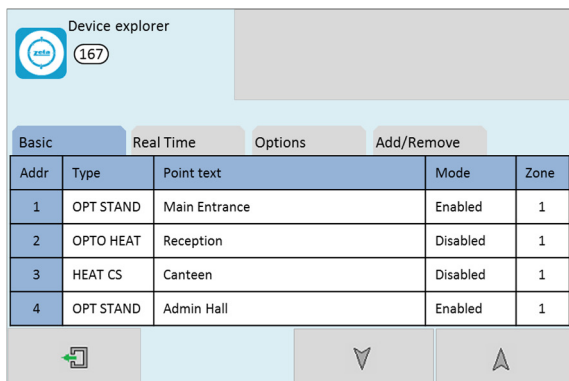 Device explorer
zeta
167
Basic Real Time Options Add/Remove
Addr Type Point text Mode Zone
1 OPT STAND Main Entrance Enabled 1
2 OPTO HEAT Reception Disabled 1
3 HEAT CS Canteen Disabled 1
4 OPT STAND Admin Hall Enabled 1